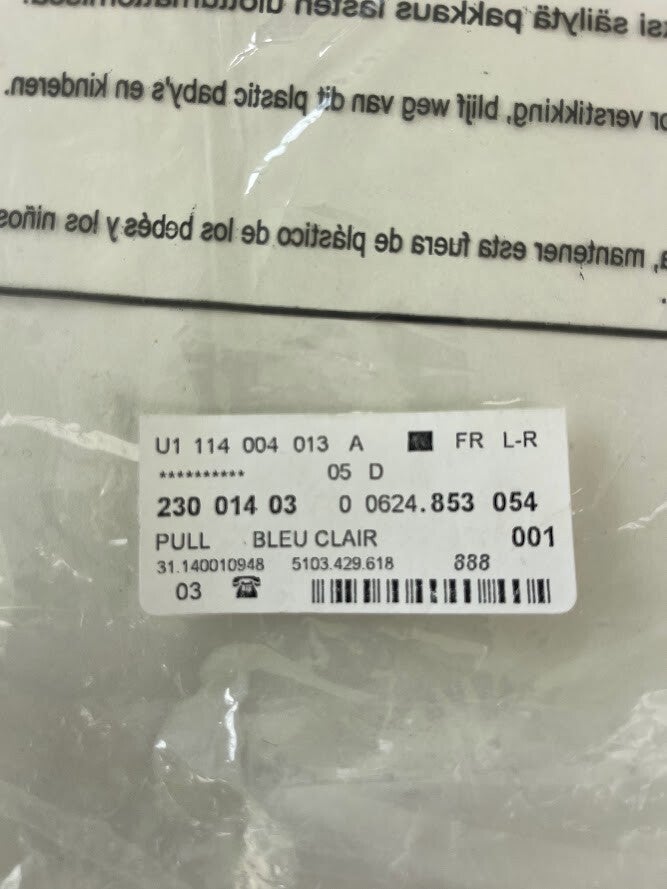 si säilytä pakkaus lasten ulottumattomissa.
or verstikking, blijf weg van dit plastic baby's en kinderen.
a, mantener esta fuera de plástico de los bebés y los niños
U1 114 004 013 A FR L-R
********** 05 D
230 014 03 0 0624.853 054
PULL BLEU CLAIR 001
31.140010948 5103.429.618 888
03